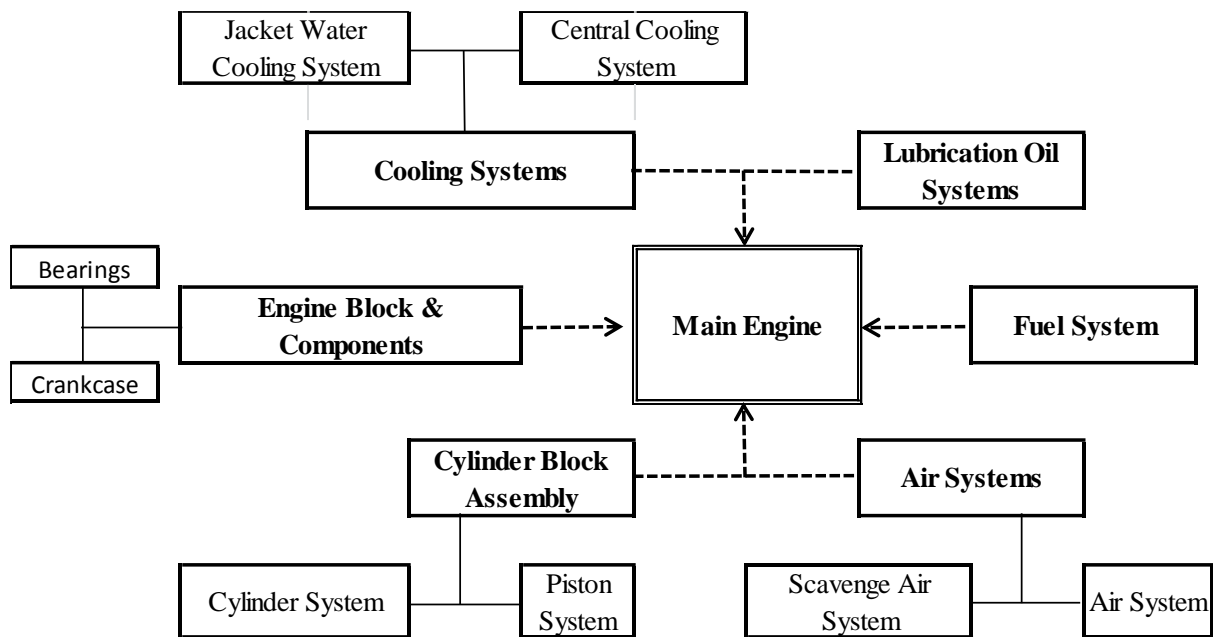 Jacket Water
Cooling System
Central Cooling
System
Cooling Systems
Lubrication Oil
Systems
Bearings
Engine Block &
Components
Main Engine
Fuel System
Crankcase
Cylinder Block
Assembly
Air Systems
Cylinder System
Piston
System
Scavenge Air
System
Air System